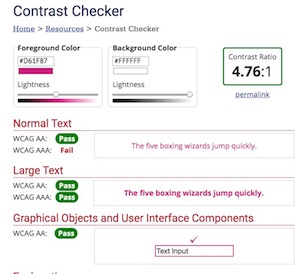 Contrast Checker
Home > Resources > Contrast Checker
Foreground Color
#D61F87
Lightness
Background Color
#FFFFFF
Lightness
Contrast Ratio
4.76:1
permalink
Normal Text
WCAG AA: Pass
WCAG AAA: Fail
The five boxing wizards jump quickly.
Large Text
WCAG AA: Pass
WCAG AAA: Pass
The five boxing wizards jump quickly.
Graphical Objects and User Interface Components
WCAG AA: Pass
✓
Text Input